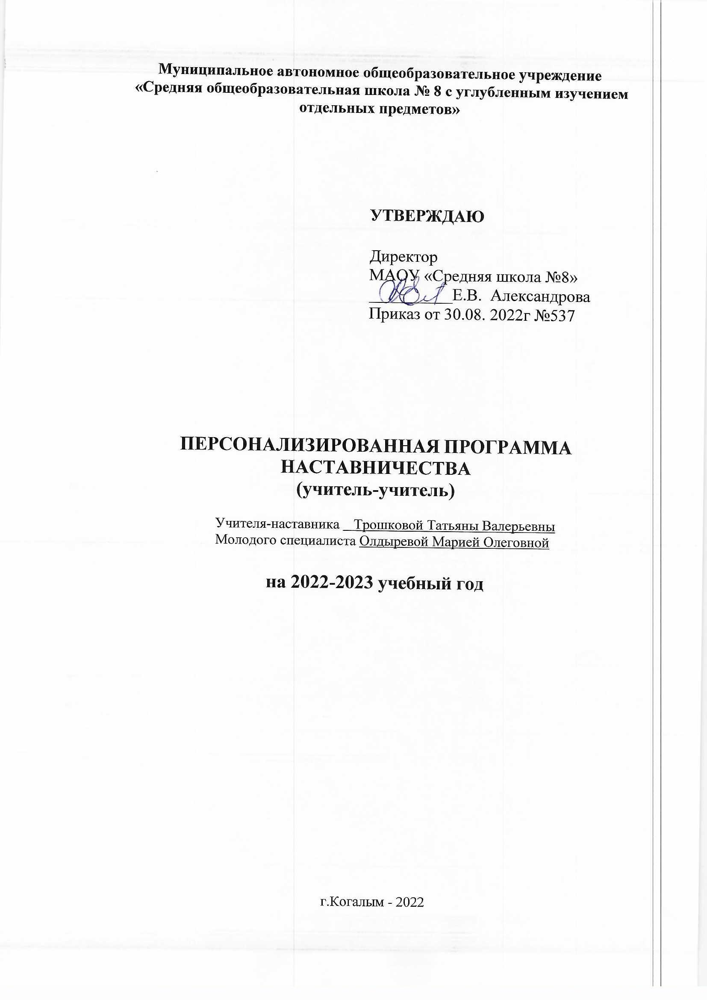 Муниципальное автономное общеобразовательное учреждение
«Средняя общеобразовательная школа № 8 с углубленным изучением
отдельных предметов»
УТВЕРЖДАЮ
Директор
МАОУ «Средняя школа №8»
____________Е.В. Александрова
Приказ от 30.08. 2022г №537
ПЕРСОНАЛИЗИРОВАННАЯ ПРОГРАММА
НАСТАВНИЧЕСТВА
(учитель-учитель)
Учителя-наставника _ Трошковой Татьяны Валерьевны
Молодого специалиста Олдыревой Марией Олеговной
на 2022-2023 учебный год
г.Когалым - 2022